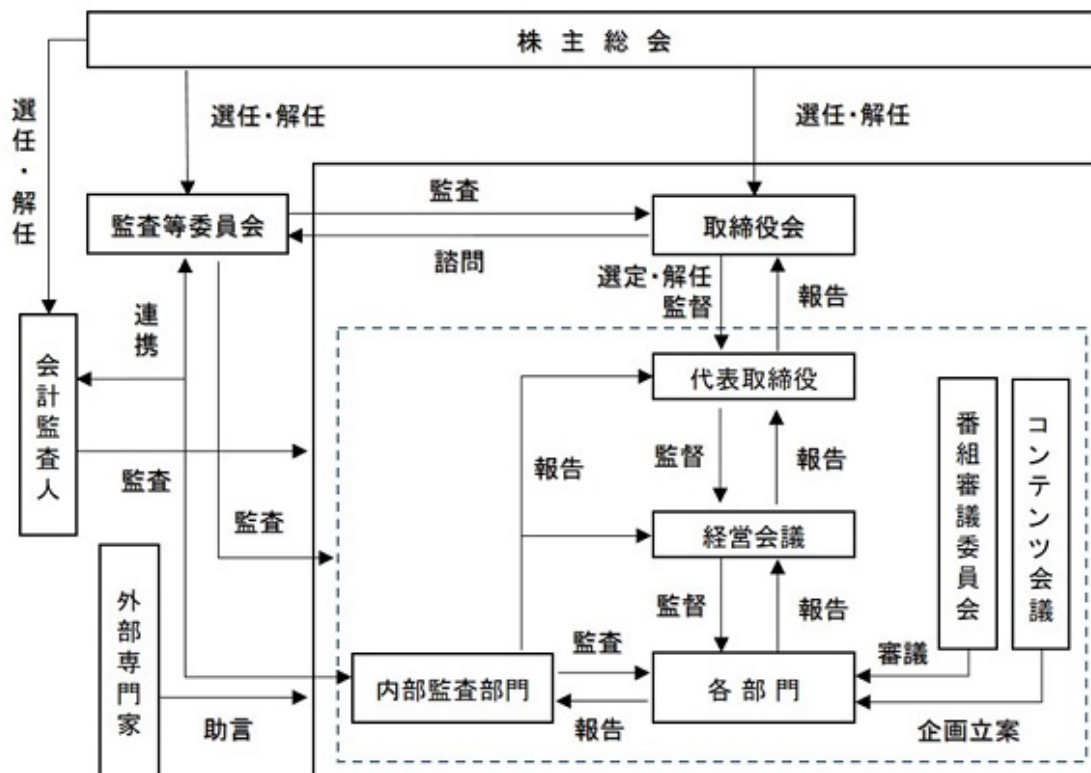 株主総会
選任・解任
選任・解任
選任・解任
監査等委員会
監査
取締役会
諮問
選定・解任
監督
報告
連携
会計監査人
代表取締役
番組審議委員会
コンテンツ会議
監査
報告
監督
報告
監査
経営会議
外部専門家
監督
報告
内部監査部門
監査
各部門
審議
報告
助言
企画立案